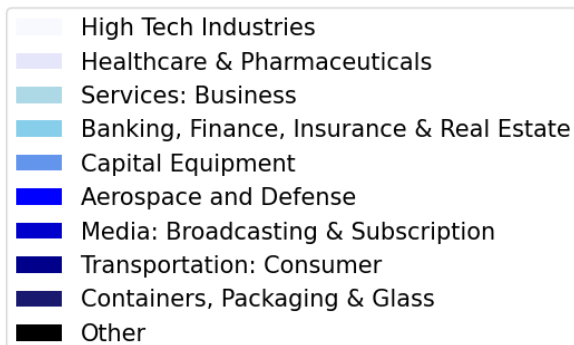 High Tech Industries
Healthcare & Pharmaceuticals
Services: Business
Banking, Finance, Insurance & Real Estate
Capital Equipment
Aerospace and Defense
Media: Broadcasting & Subscription
Transportation: Consumer
Containers, Packaging & Glass
Other